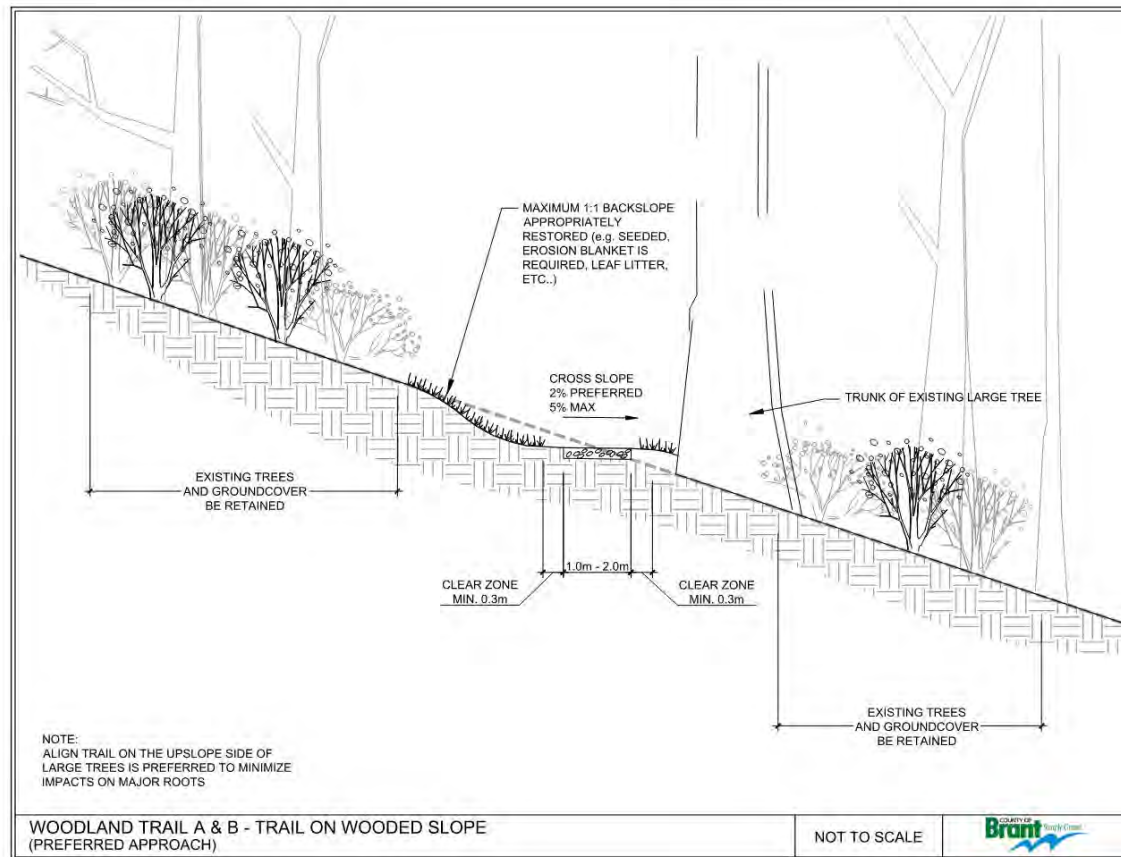 MAXIMUM 1:1 BACKSLOPE
APPROPRIATELY
RESTORED (e.g. SEEDED,
EROSION BLANKET IS
REQUIRED, LEAF LITTER,
ETC..)
CROSS SLOPE
2% PREFERRED
5% MAX
TRUNK OF EXISTING LARGE TREE
EXISTING TREES
AND GROUNDCOVER
BE RETAINED
1.0m - 2.0m
CLEAR ZONE
MIN. 0.3m
CLEAR ZONE
MIN. 0.3m
EXISTING TREES
AND GROUNDCOVER
BE RETAINED
NOTE:
ALIGN TRAIL ON THE UPSLOPE SIDE OF
LARGE TREES IS PREFERRED TO MINIMIZE
IMPACTS ON MAJOR ROOTS
WOODLAND TRAIL A & B - TRAIL ON WOODED SLOPE
(PREFERRED APPROACH)
NOT TO SCALE
COUNTY OF
Brant Simply Grand